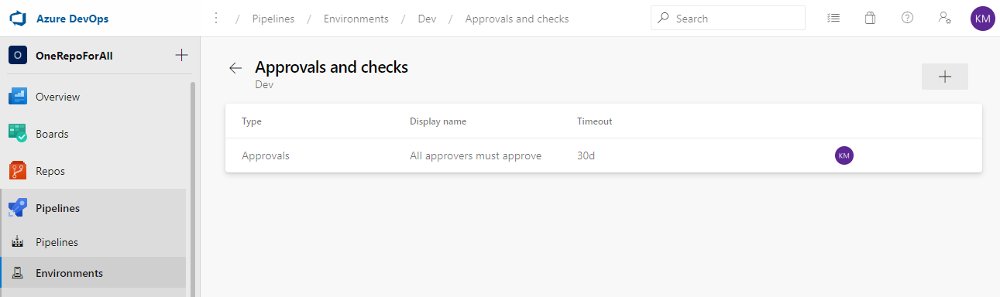 Azure DevOps
/ Pipelines / Environments / Dev / Approvals and checks
Search
KM
O OneRepoForAll
Overview
Boards
Repos
Pipelines
Pipelines
Environments
Approvals and checks
Dev
Type Display name Timeout
Approvals All approvers must approve 30d KM